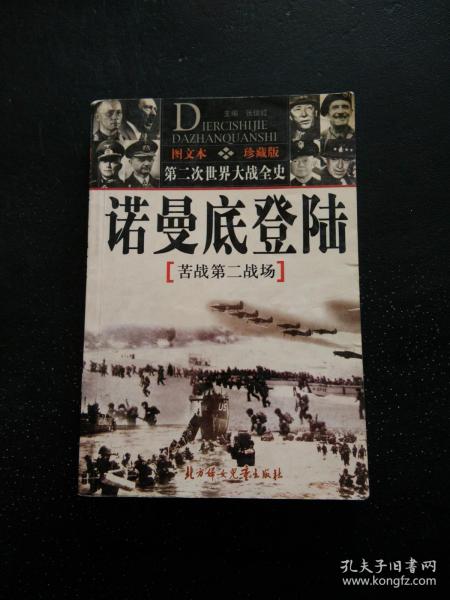 主编 张俊红
DIERCISHIJIE
DAZHANQUANSHI
图文本 珍藏版
第二次世界大战全史
诺曼底登陆
[苦战第二战场]
US
北方妇女儿童出版社
孔夫子旧书网
www.kongfz.com